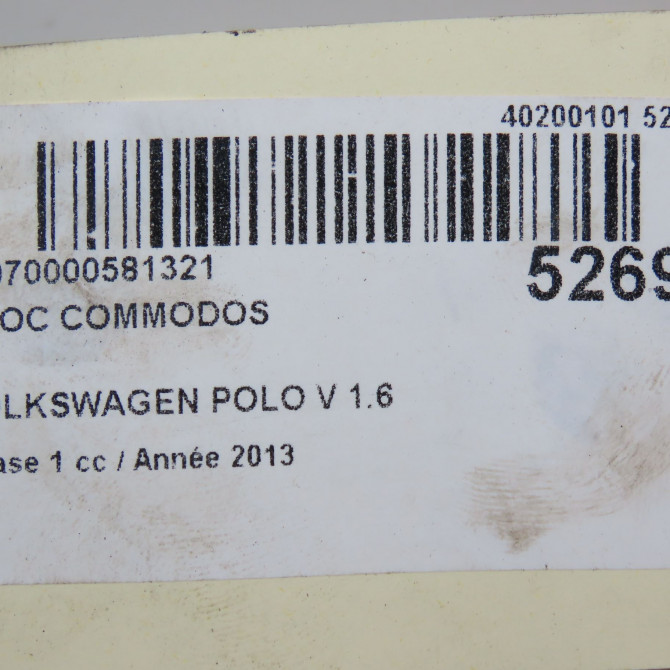 40200101 52
070000581321
5269
OC COMMODOS
LKSWAGEN POLO V 1.6
ase 1 cc / Année 2013